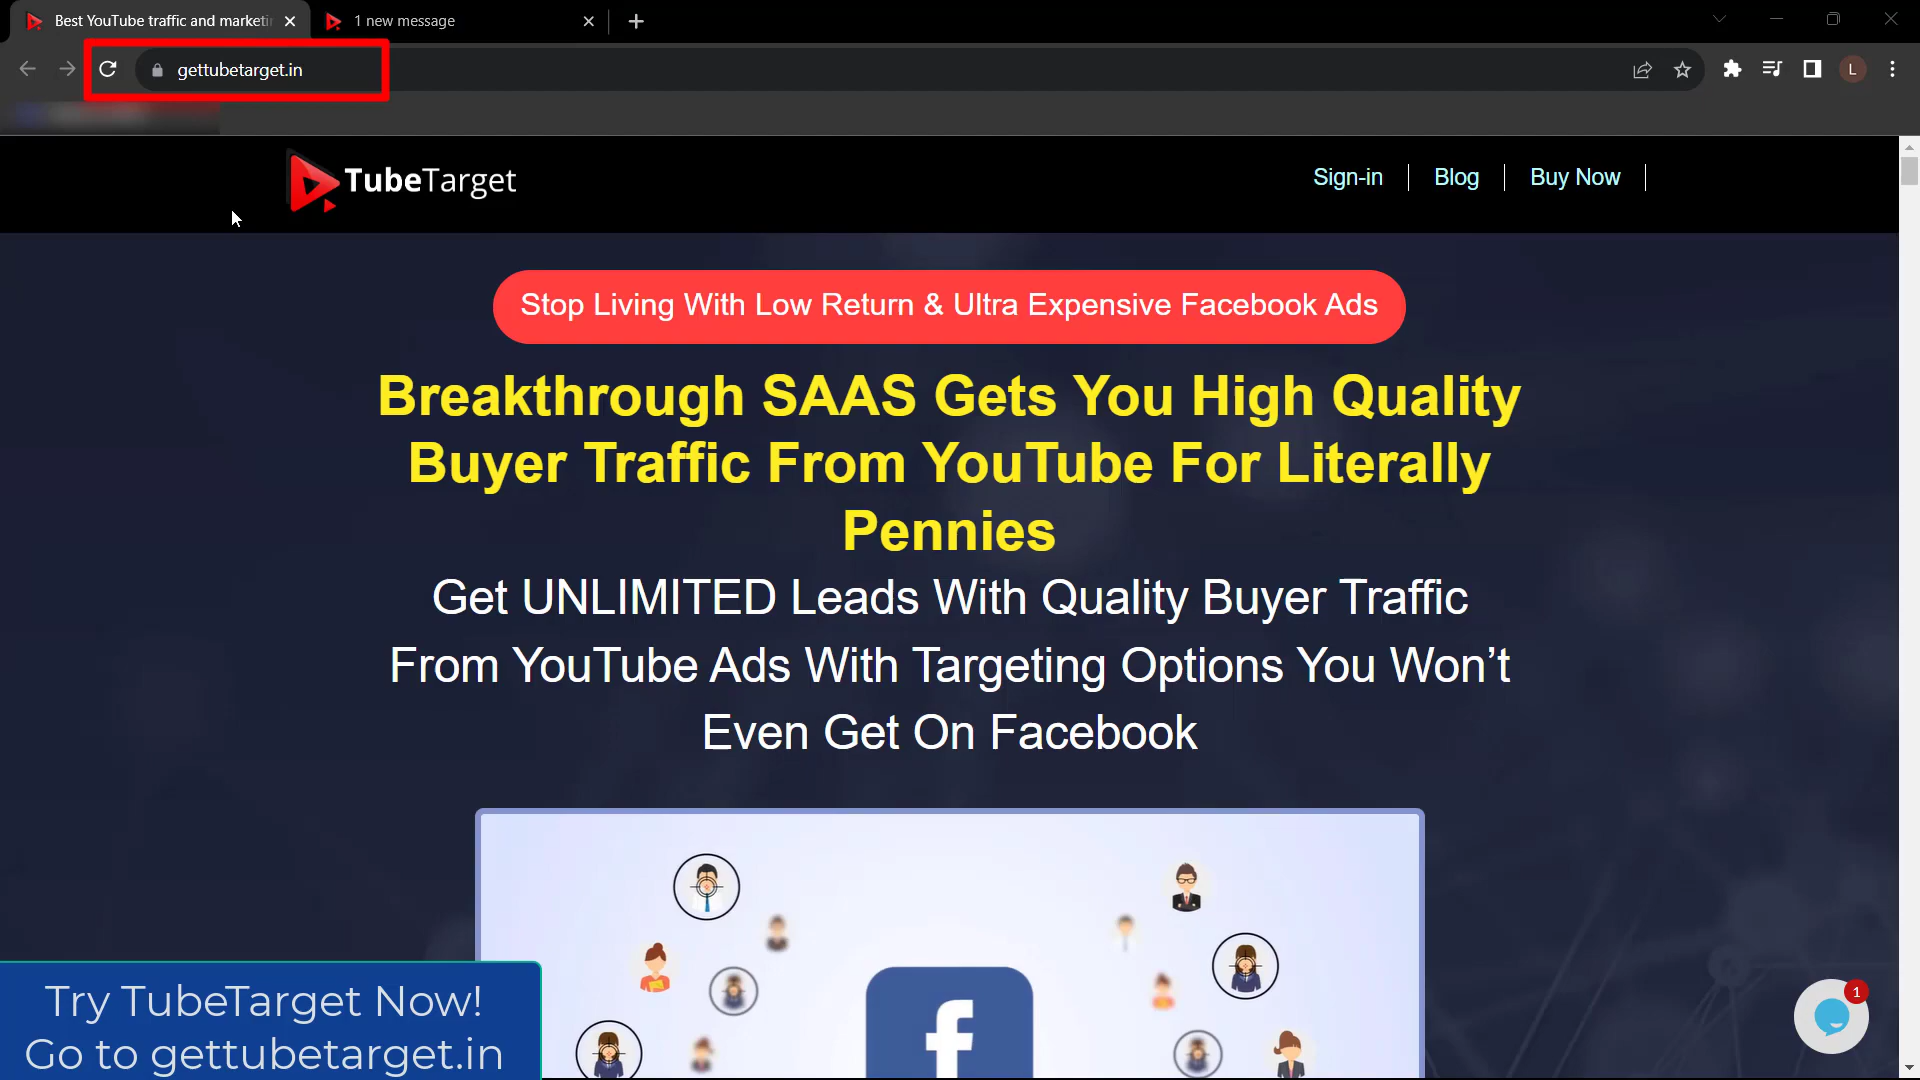 Best YouTube traffic and marketi
1 new message
gettubetarget.in
L
TubeTarget
Sign-in
Blog
Buy Now
Stop Living With Low Return & Ultra Expensive Facebook Ads
Breakthrough SAAS Gets You High Quality
Buyer Traffic From YouTube For Literally
Pennies
Get UNLIMITED Leads With Quality Buyer Traffic
From YouTube Ads With Targeting Options You Won’t
Even Get On Facebook
f
1
Try TubeTarget Now!
Go to gettubetarget.in